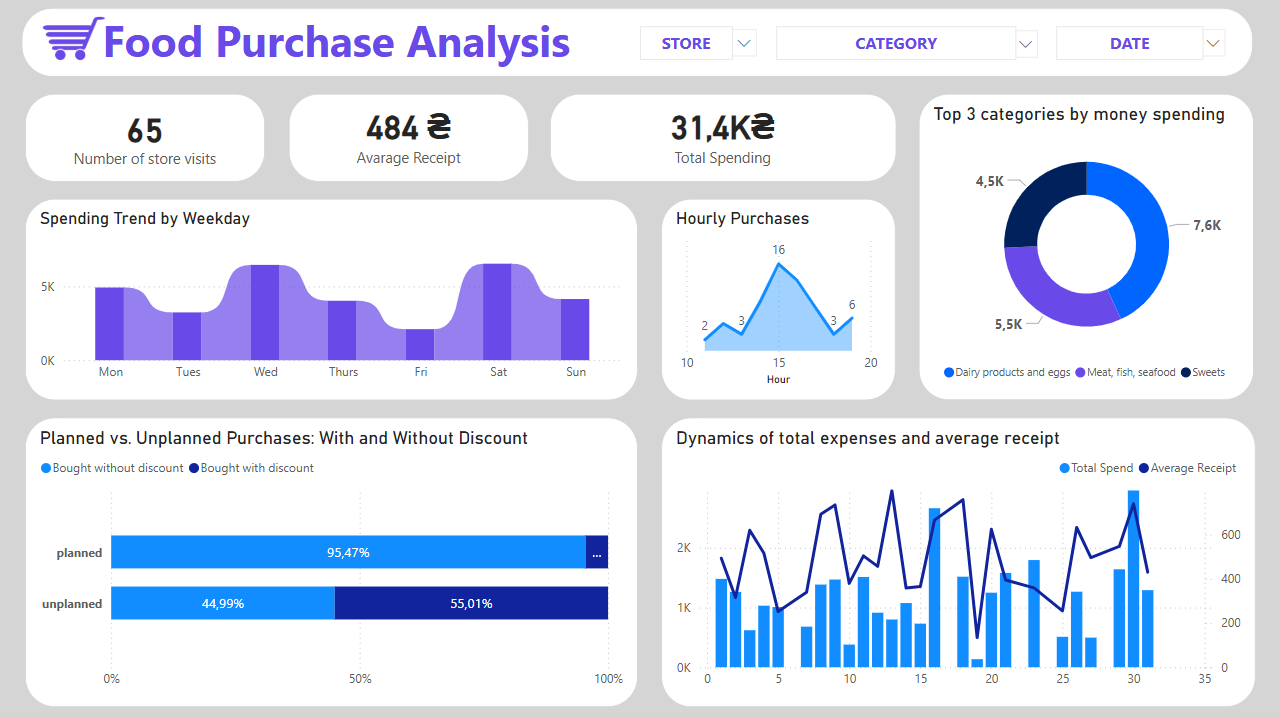 Food Purchase Analysis
STORE
CATEGORY
DATE
65
Number of store visits
484 ₴
Avarage Receipt
31,4K₴
Total Spending
Top 3 categories by money spending
4,5K
7,6K
5,5K
Dairy products and eggs Meat, fish, seafood Sweets
Spending Trend by Weekday
5K
0K
Mon Tues Wed Thurs Fri Sat Sun
Hourly Purchases
16
2 3 3 6
10 15 20
Hour
Planned vs. Unplanned Purchases: With and Without Discount
Bought without discount Bought with discount
planned 95,47% ...
unplanned 44,99% 55,01%
0% 50% 100%
Dynamics of total expenses and average receipt
Total Spend Average Receipt
2K 600
400
1K
200
0K 0
0 5 10 15 20 25 30 35